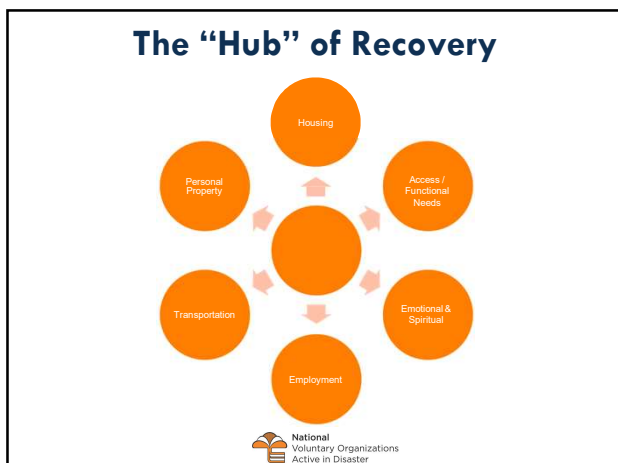 The “Hub” of Recovery
Housing
Access /
Functional
Needs
Emotional &
Spiritual
Employment
Transportation
Personal
Property
National
Voluntary Organizations
Active in Disaster